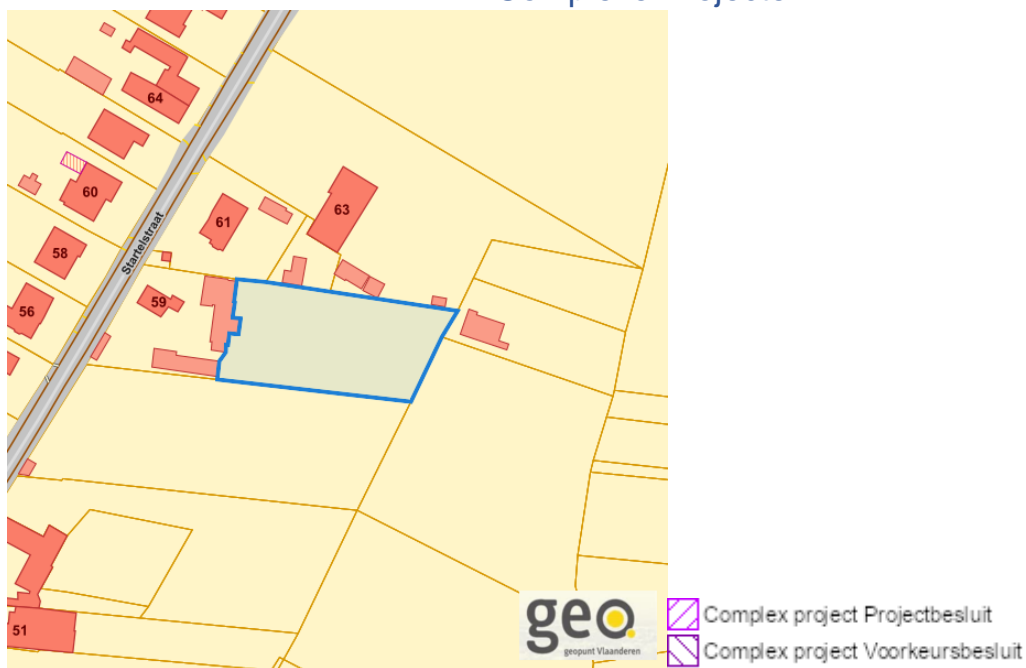 64
60
63
61
58
Startelstraat
59
56
51
geo
geopunt Vlaanderen
Complex project Projectbesluit
Complex project Voorkeursbesluit